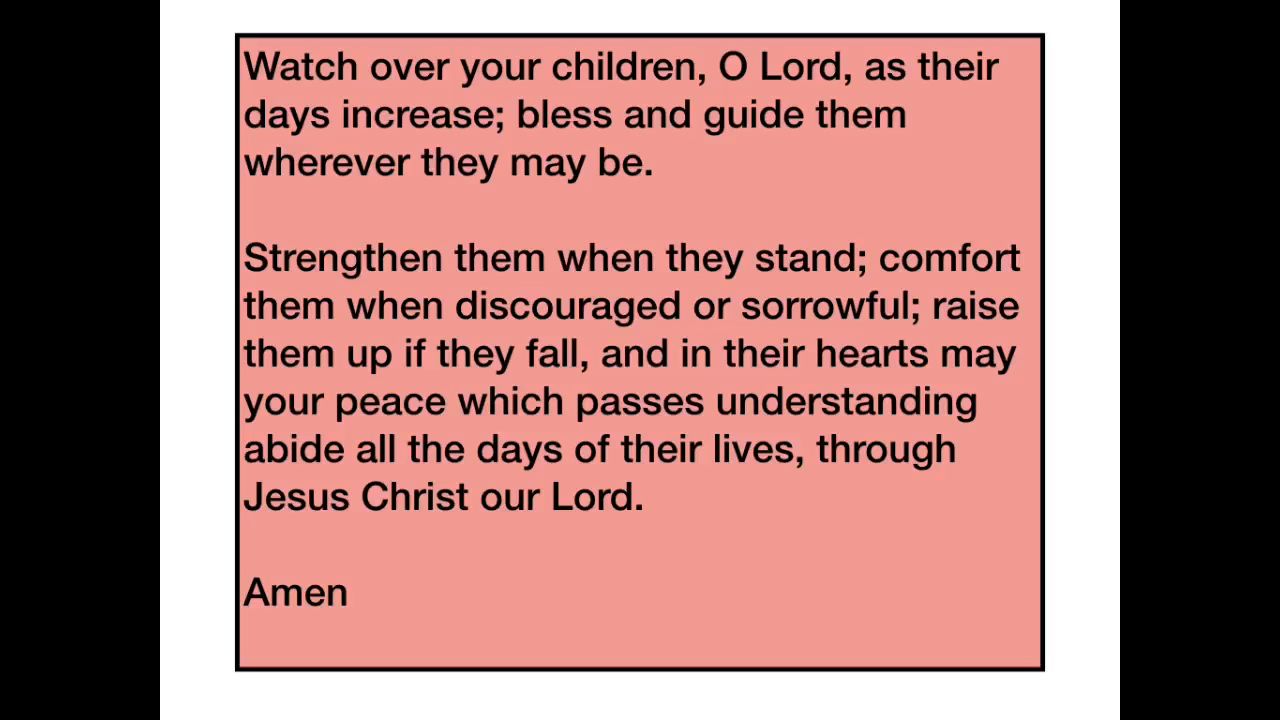 Watch over your children, O Lord, as their
days increase; bless and guide them
wherever they may be.
Strengthen them when they stand; comfort
them when discouraged or sorrowful; raise
them up if they fall, and in their hearts may
your peace which passes understanding
abide all the days of their lives, through
Jesus Christ our Lord.
Amen